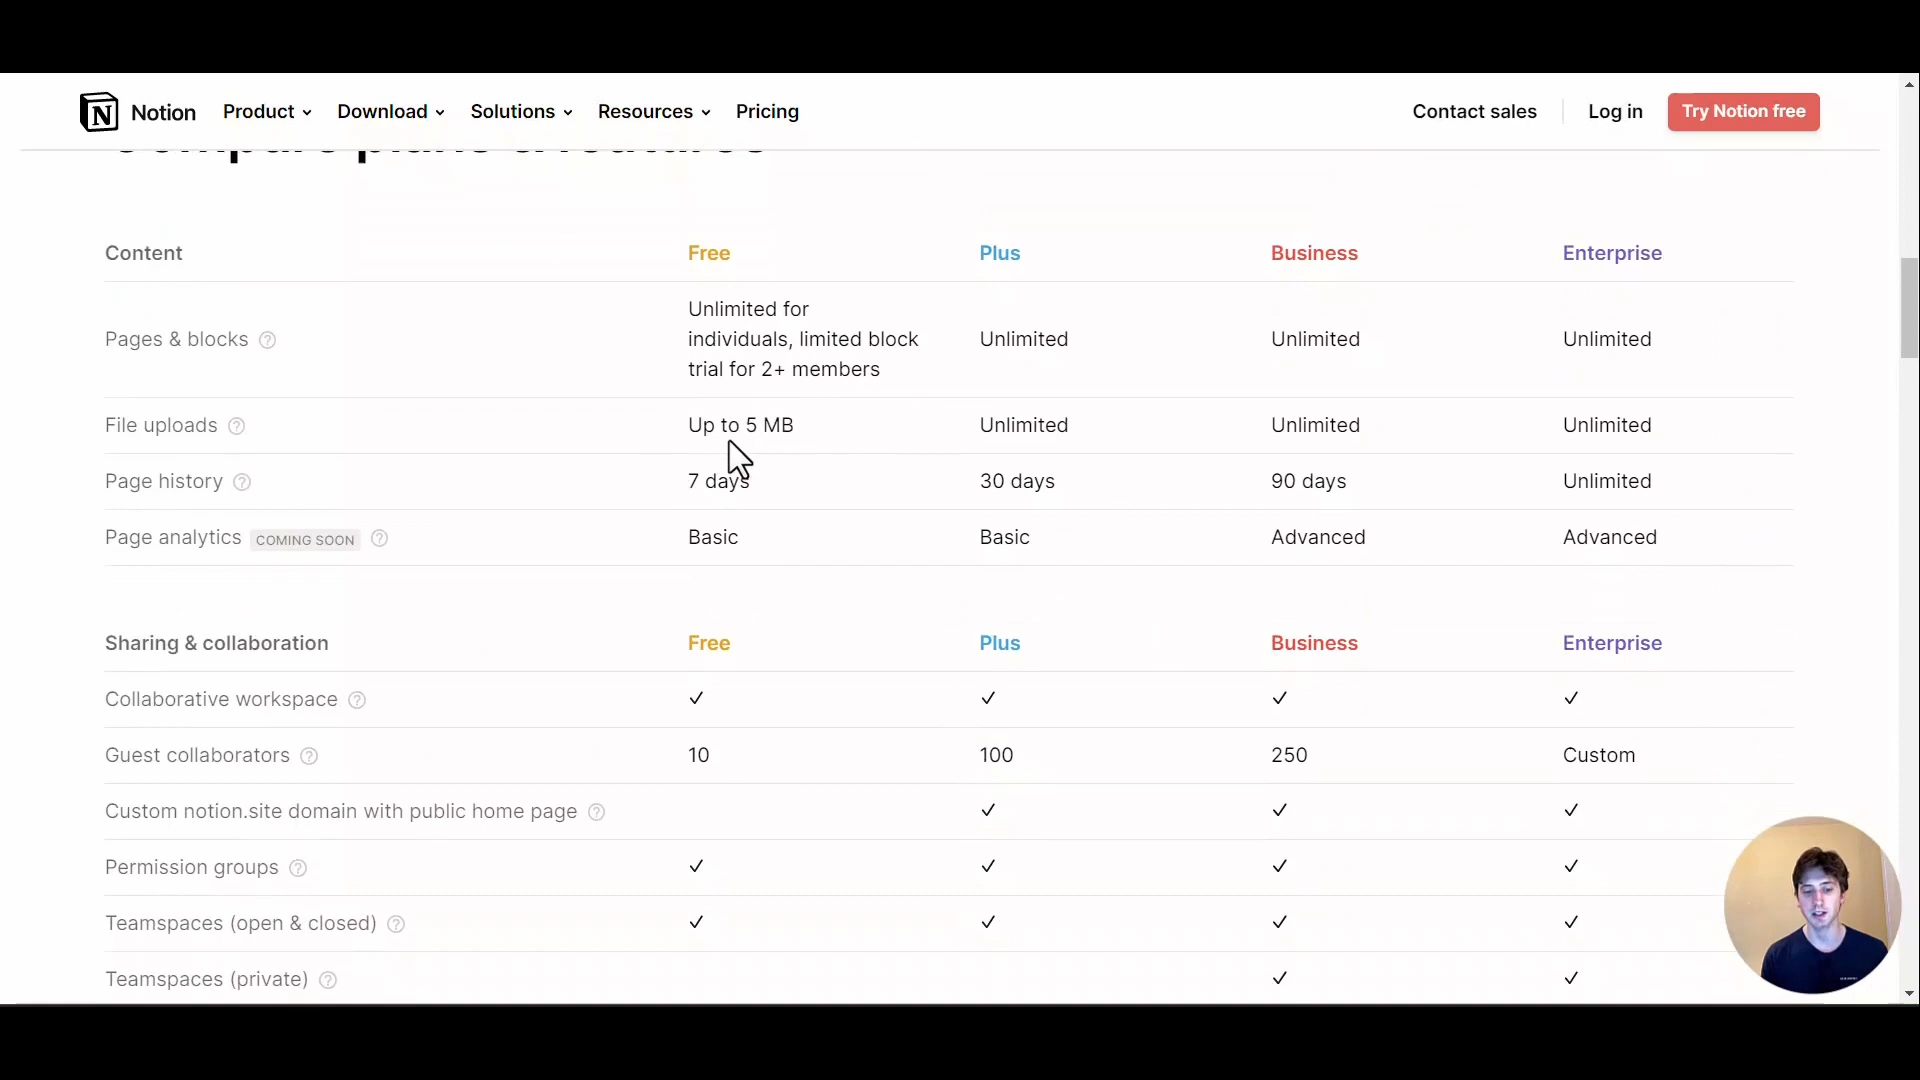 Notion Product Download Solutions Resources Pricing Contact sales Log in Try Notion free
Compare plans & features
Content Free Plus Business Enterprise
Pages & blocks Unlimited for individuals, limited block trial for 2+ members Unlimited Unlimited Unlimited
File uploads Up to 5 MB Unlimited Unlimited Unlimited
Page history 7 days 30 days 90 days Unlimited
Page analytics COMING SOON Basic Basic Advanced Advanced
Sharing & collaboration Free Plus Business Enterprise
Collaborative workspace ✓ ✓ ✓ ✓
Guest collaborators 10 100 250 Custom
Custom notion.site domain with public home page ✓ ✓ ✓
Permission groups ✓ ✓ ✓ ✓
Teamspaces (open & closed) ✓ ✓ ✓ ✓
Teamspaces (private) ✓ ✓